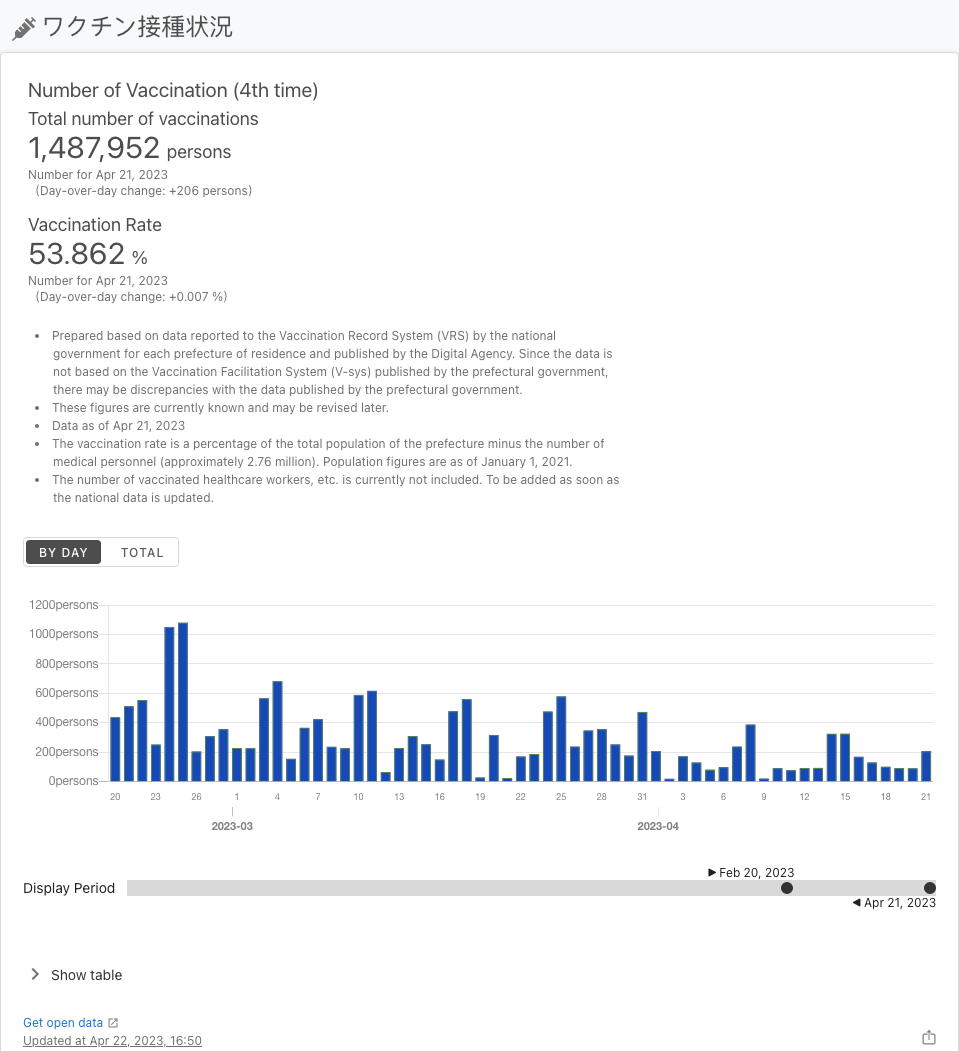 ワクチン接種状況
Number of Vaccination (4th time)
Total number of vaccinations
1,487,952 persons
Number for Apr 21, 2023
(Day-over-day change: +206 persons)
Vaccination Rate
53.862 %
Number for Apr 21, 2023
(Day-over-day change: +0.007 %)
• Prepared based on data reported to the Vaccination Record System (VRS) by the national
government for each prefecture of residence and published by the Digital Agency. Since the data is
not based on the Vaccination Facilitation System (V-sys) published by the prefectural government,
there may be discrepancies with the data published by the prefectural government.
• These figures are currently known and may be revised later.
• Data as of Apr 21, 2023
• The vaccination rate is a percentage of the total population of the prefecture minus the number of
medical personnel (approximately 2.76 million). Population figures are as of January 1, 2021.
• The number of vaccinated healthcare workers, etc. is currently not included. To be added as soon as
the national data is updated.
BY DAY TOTAL
1200persons
1000persons
800persons
600persons
400persons
200persons
0persons
20 23 26 1 4 7 10 13 16 19 22 25 28 31 3 6 9 12 15 18 21
2023-03 2023-04
Feb 20, 2023
Display Period
Apr 21, 2023
Show table
Get open data
Updated at Apr 22, 2023, 16:50